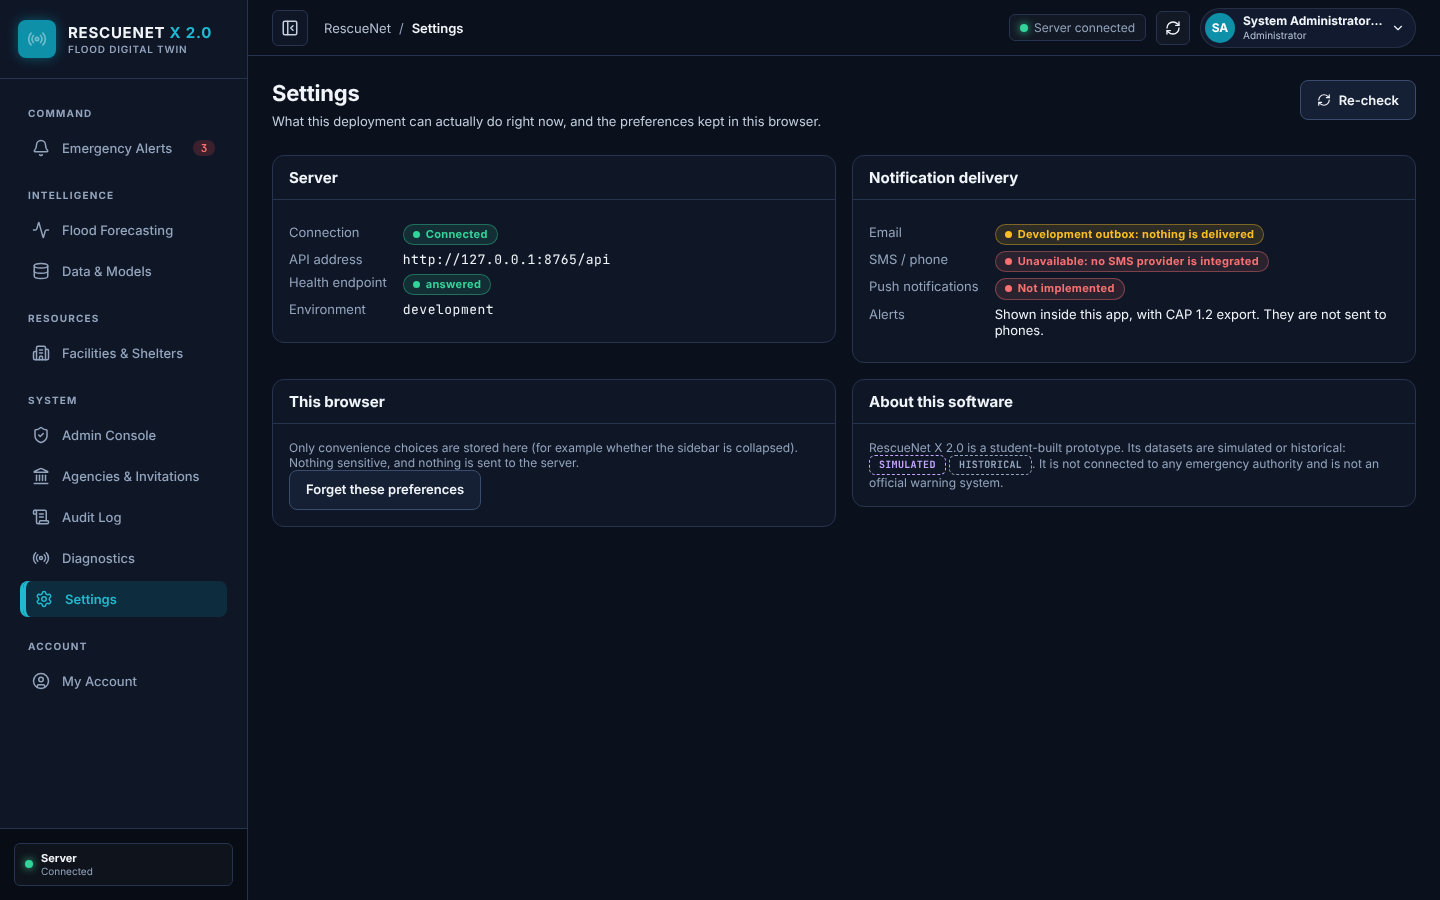 RESCUENET X 2.0
FLOOD DIGITAL TWIN
COMMAND
Emergency Alerts 3
INTELLIGENCE
Flood Forecasting
Data & Models
RESOURCES
Facilities & Shelters
SYSTEM
Admin Console
Agencies & Invitations
Audit Log
Diagnostics
Settings
ACCOUNT
My Account
Server
Connected
RescueNet / Settings
Server connected
SA
System Administrator...
Administrator
Settings
What this deployment can actually do right now, and the preferences kept in this browser.
Re-check
Server
Connection Connected
API address http://127.0.0.1:8765/api
Health endpoint answered
Environment development
Notification delivery
Email Development outbox: nothing is delivered
SMS / phone Unavailable: no SMS provider is integrated
Push notifications Not implemented
Alerts Shown inside this app, with CAP 1.2 export. They are not sent to
phones.
This browser
Only convenience choices are stored here (for example whether the sidebar is collapsed).
Nothing sensitive, and nothing is sent to the server.
Forget these preferences
About this software
RescueNet X 2.0 is a student-built prototype. Its datasets are simulated or historical:
SIMULATED HISTORICAL . It is not connected to any emergency authority and is not an
official warning system.